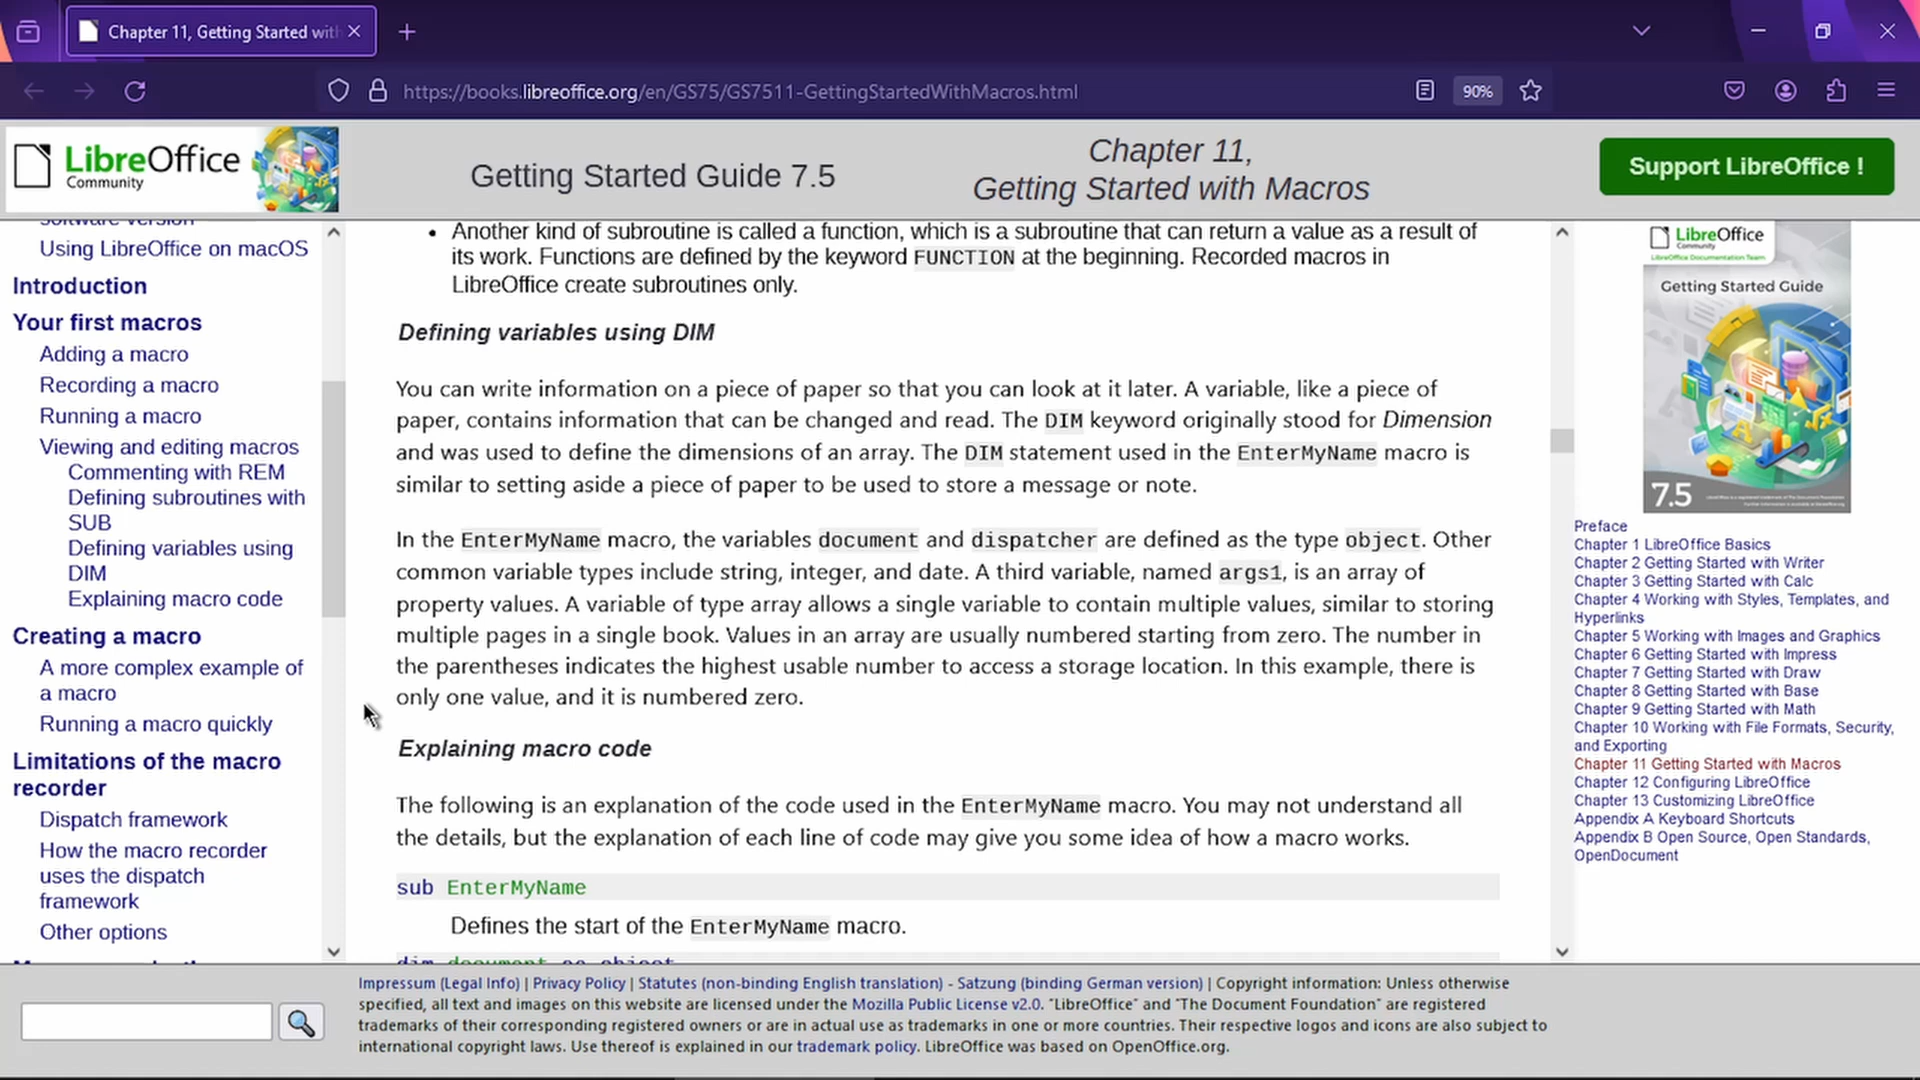 Chapter 11, Getting Started with
https://books.libreoffice.org/en/GS75/GS7511-GettingStartedWithMacros.html
90%
LibreOffice
Community
Getting Started Guide 7.5
Chapter 11,
Getting Started with Macros
Support LibreOffice !
software version
Using LibreOffice on macOS
Introduction
Your first macros
Adding a macro
Recording a macro
Running a macro
Viewing and editing macros
Commenting with REM
Defining subroutines with
SUB
Defining variables using
DIM
Explaining macro code
Creating a macro
A more complex example of
a macro
Running a macro quickly
Limitations of the macro
recorder
Dispatch framework
How the macro recorder
uses the dispatch
framework
Other options
• Another kind of subroutine is called a function, which is a subroutine that can return a value as a result of
its work. Functions are defined by the keyword FUNCTION at the beginning. Recorded macros in
LibreOffice create subroutines only.
Defining variables using DIM
You can write information on a piece of paper so that you can look at it later. A variable, like a piece of
paper, contains information that can be changed and read. The DIM keyword originally stood for Dimension
and was used to define the dimensions of an array. The DIM statement used in the EnterMyName macro is
similar to setting aside a piece of paper to be used to store a message or note.
In the EnterMyName macro, the variables document and dispatcher are defined as the type object. Other
common variable types include string, integer, and date. A third variable, named args1, is an array of
property values. A variable of type array allows a single variable to contain multiple values, similar to storing
multiple pages in a single book. Values in an array are usually numbered starting from zero. The number in
the parentheses indicates the highest usable number to access a storage location. In this example, there is
only one value, and it is numbered zero.
Explaining macro code
The following is an explanation of the code used in the EnterMyName macro. You may not understand all
the details, but the explanation of each line of code may give you some idea of how a macro works.
sub EnterMyName
Defines the start of the EnterMyName macro.
dim document as object
LibreOffice
Community
LibreOffice Documentation Team
Getting Started Guide
7.5
Preface
Chapter 1 LibreOffice Basics
Chapter 2 Getting Started with Writer
Chapter 3 Getting Started with Calc
Chapter 4 Working with Styles, Templates, and
Hyperlinks
Chapter 5 Working with Images and Graphics
Chapter 6 Getting Started with Impress
Chapter 7 Getting Started with Draw
Chapter 8 Getting Started with Base
Chapter 9 Getting Started with Math
Chapter 10 Working with File Formats, Security,
and Exporting
Chapter 11 Getting Started with Macros
Chapter 12 Configuring LibreOffice
Chapter 13 Customizing LibreOffice
Appendix A Keyboard Shortcuts
Appendix B Open Source, Open Standards,
OpenDocument
Impressum (Legal Info) | Privacy Policy | Statutes (non-binding English translation) - Satzung (binding German version) | Copyright information: Unless otherwise
specified, all text and images on this website are licensed under the Mozilla Public License v2.0. "LibreOffice" and "The Document Foundation" are registered
trademarks of their corresponding registered owners or are in actual use as trademarks in one or more countries. Their respective logos and icons are also subject to
international copyright laws. Use thereof is explained in our trademark policy. LibreOffice was based on OpenOffice.org.